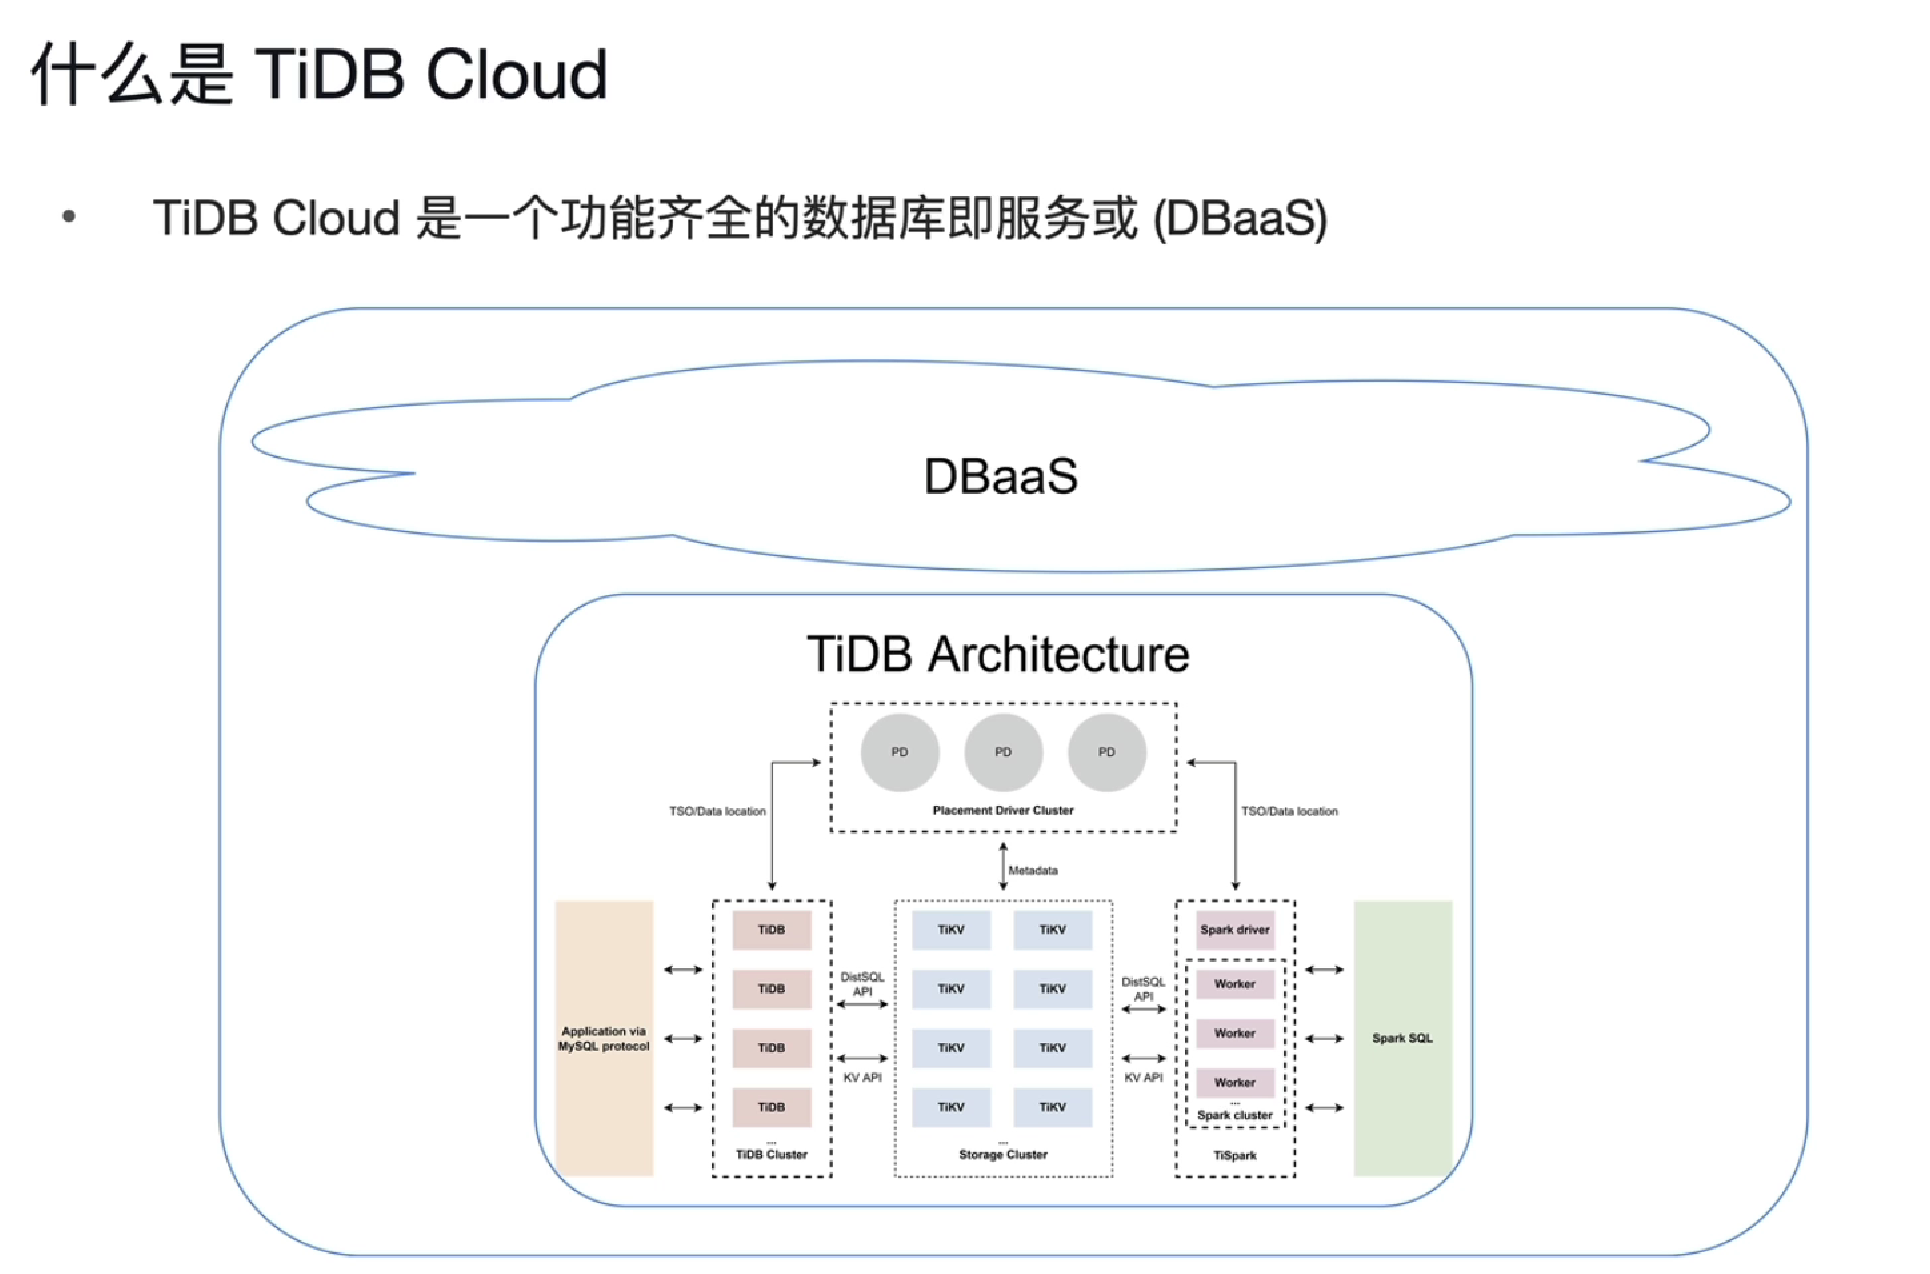 什么是 TiDB Cloud
• TiDB Cloud 是一个功能齐全的数据库即服务或 (DBaaS)
DBaaS
TiDB Architecture
PD PD PD
Placement Driver Cluster
TSO/Data location
TSO/Data location
Metadata
Application via
MySQL protocol
TiDB
TiDB
TiDB
TiDB
...
TiDB Cluster
DistSQL
API
KV API
TiKV TiKV
TiKV TiKV
TiKV TiKV
TiKV TiKV
...
Storage Cluster
DistSQL
API
KV API
Spark driver
Worker
Worker
Worker
...
Spark cluster
TiSpark
Spark SQL